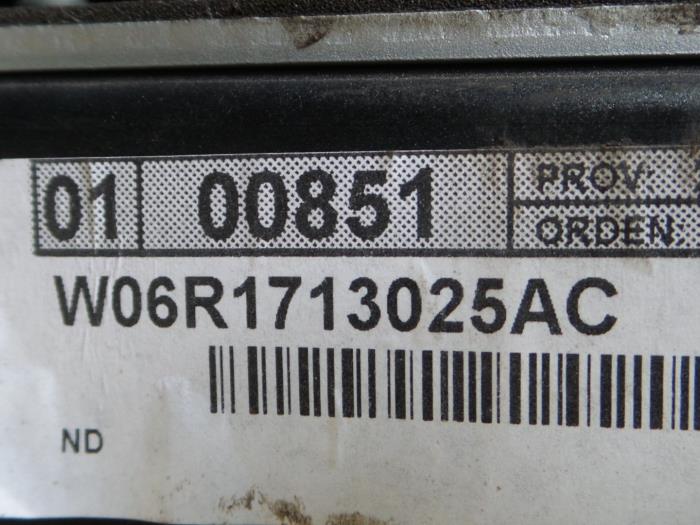 01 00851 PROV:
ORDEN:
W06R1713025AC
ND